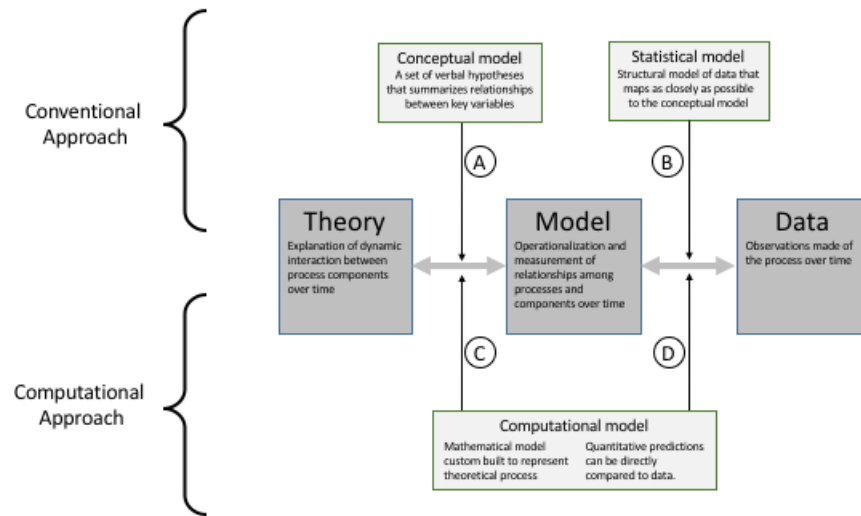 Conventional
Approach
Conceptual model
A set of verbal hypotheses
that summarizes relationships
between key variables
Statistical model
Structural model of data that
maps as closely as possible
to the conceptual model
A
B
Theory
Explanation of dynamic
interaction between
process components
over time
Model
Operationalization and
measurement of
relationships among
processes and
components over time
Data
Observations made of
the process over time
C
D
Computational
Approach
Computational model
Mathematical model
custom built to represent
theoretical process
Quantitative predictions
can be directly
compared to data.